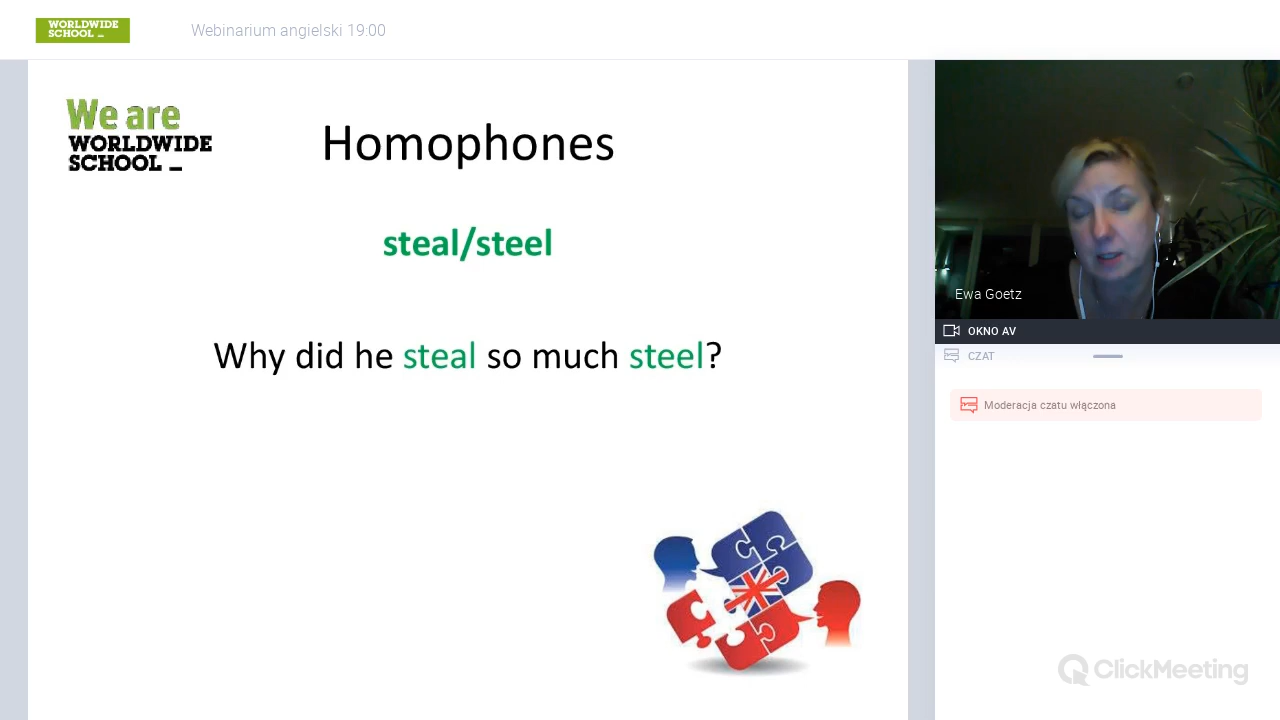 WORLDWIDE
SCHOOL _
Webinarium angielski 19:00
We are
WORLDWIDE
SCHOOL _
Homophones
steal/steel
Why did he steal so much steel?
Ewa Goetz
OKNO AV
CZAT
Moderacja czatu włączona
ClickMeeting